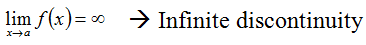 lim f(x) = ∞ → Infinite discontinuity
x→a